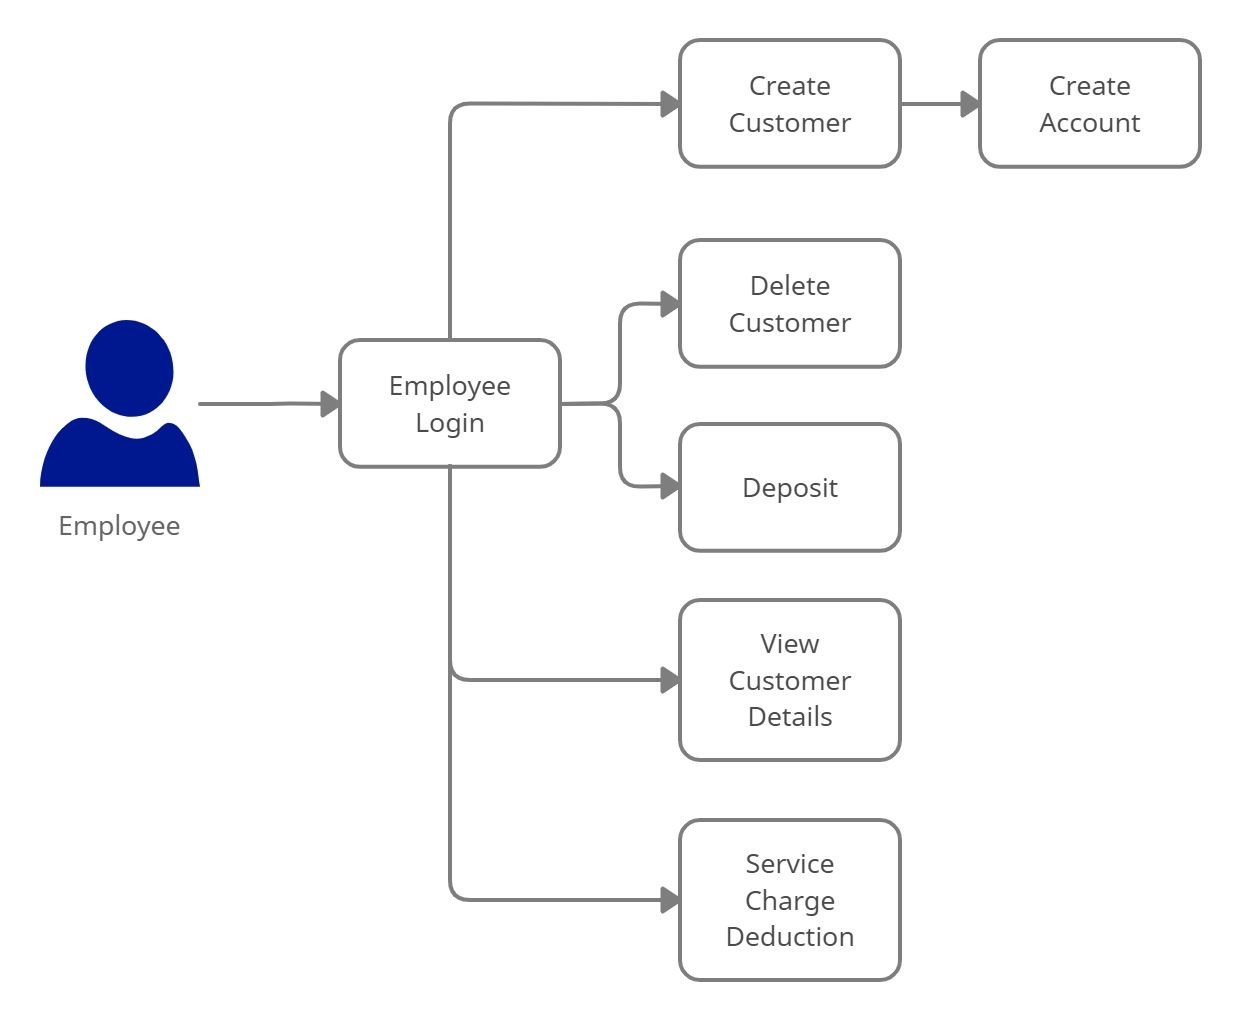 Create
Customer
Create
Account
Delete
Customer
Employee
Login
Deposit
Employee
View
Customer
Details
Service
Charge
Deduction